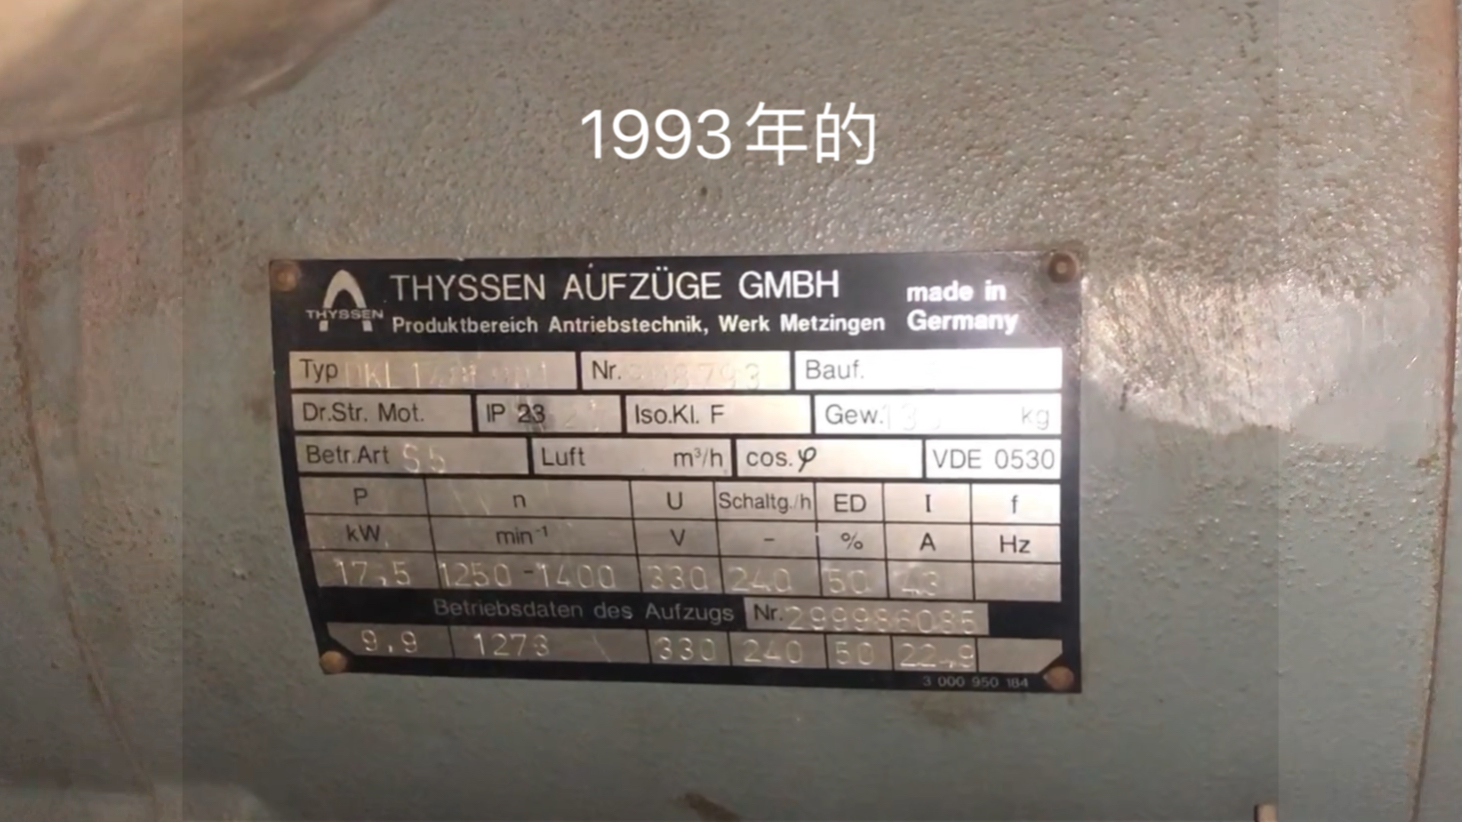 1993年的
THYSSEN AUFZÜGE GMBH
made in Germany
THYSSEN
Produktbereich Antriebstechnik, Werk Metzingen
Typ Nr. Bauf.
Dr.Str. Mot. IP 23 Iso.Kl. F Gew. kg
Betr.Art S5 Luft m³/h cos.φ VDE 0530
P n U Schaltg./h ED I f
kW min⁻¹ V - % A Hz
17,5 1250-1400 330 240 50 43
Betriebsdaten des Aufzugs Nr. 299986085
9,9 1273 330 240 50 22,9
3 000 950 184